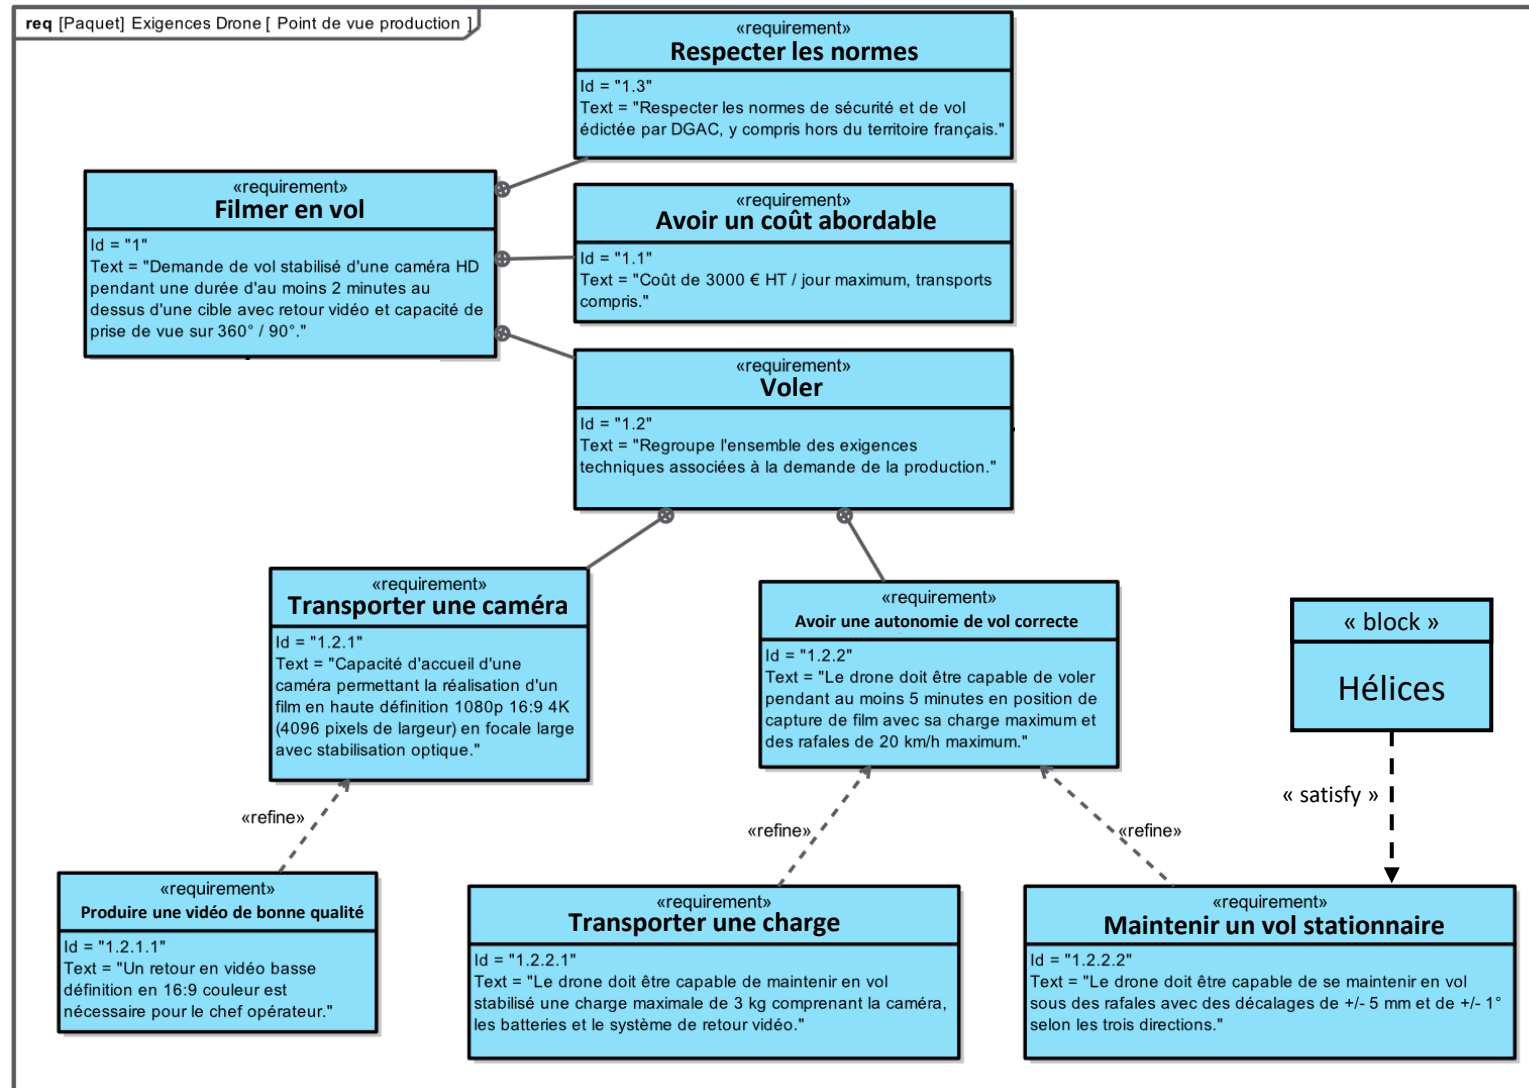 req [Paquet] Exigences Drone [ Point de vue production ]
«requirement»
Respecter les normes
Id = "1.3"
Text = "Respecter les normes de sécurité et de vol
édictée par DGAC, y compris hors du territoire français."
«requirement»
Filmer en vol
Id = "1"
Text = "Demande de vol stabilisé d'une caméra HD
pendant une durée d'au moins 2 minutes au
dessus d'une cible avec retour vidéo et capacité de
prise de vue sur 360° / 90°."
«requirement»
Avoir un coût abordable
Id = "1.1"
Text = "Coût de 3000 € HT / jour maximum, transports
compris."
«requirement»
Voler
Id = "1.2"
Text = "Regroupe l'ensemble des exigences
techniques associées à la demande de la production."
«requirement»
Transporter une caméra
Id = "1.2.1"
Text = "Capacité d'accueil d'une
caméra permettant la réalisation d'un
film en haute définition 1080p 16:9 4K
(4096 pixels de largeur) en focale large
avec stabilisation optique."
«requirement»
Avoir une autonomie de vol correcte
Id = "1.2.2"
Text = "Le drone doit être capable de voler
pendant au moins 5 minutes en position de
capture de film avec sa charge maximum et
des rafales de 20 km/h maximum."
« block »
Hélices
« satisfy »
«refine»
«refine»
«refine»
«requirement»
Produire une vidéo de bonne qualité
Id = "1.2.1.1"
Text = "Un retour en vidéo basse
définition en 16:9 couleur est
nécessaire pour le chef opérateur."
«requirement»
Transporter une charge
Id = "1.2.2.1"
Text = "Le drone doit être capable de maintenir en vol
stabilisé une charge maximale de 3 kg comprenant la caméra,
les batteries et le système de retour vidéo."
«requirement»
Maintenir un vol stationnaire
Id = "1.2.2.2"
Text = "Le drone doit être capable de se maintenir en vol
sous des rafales avec des décalages de +/- 5 mm et de +/- 1°
selon les trois directions."